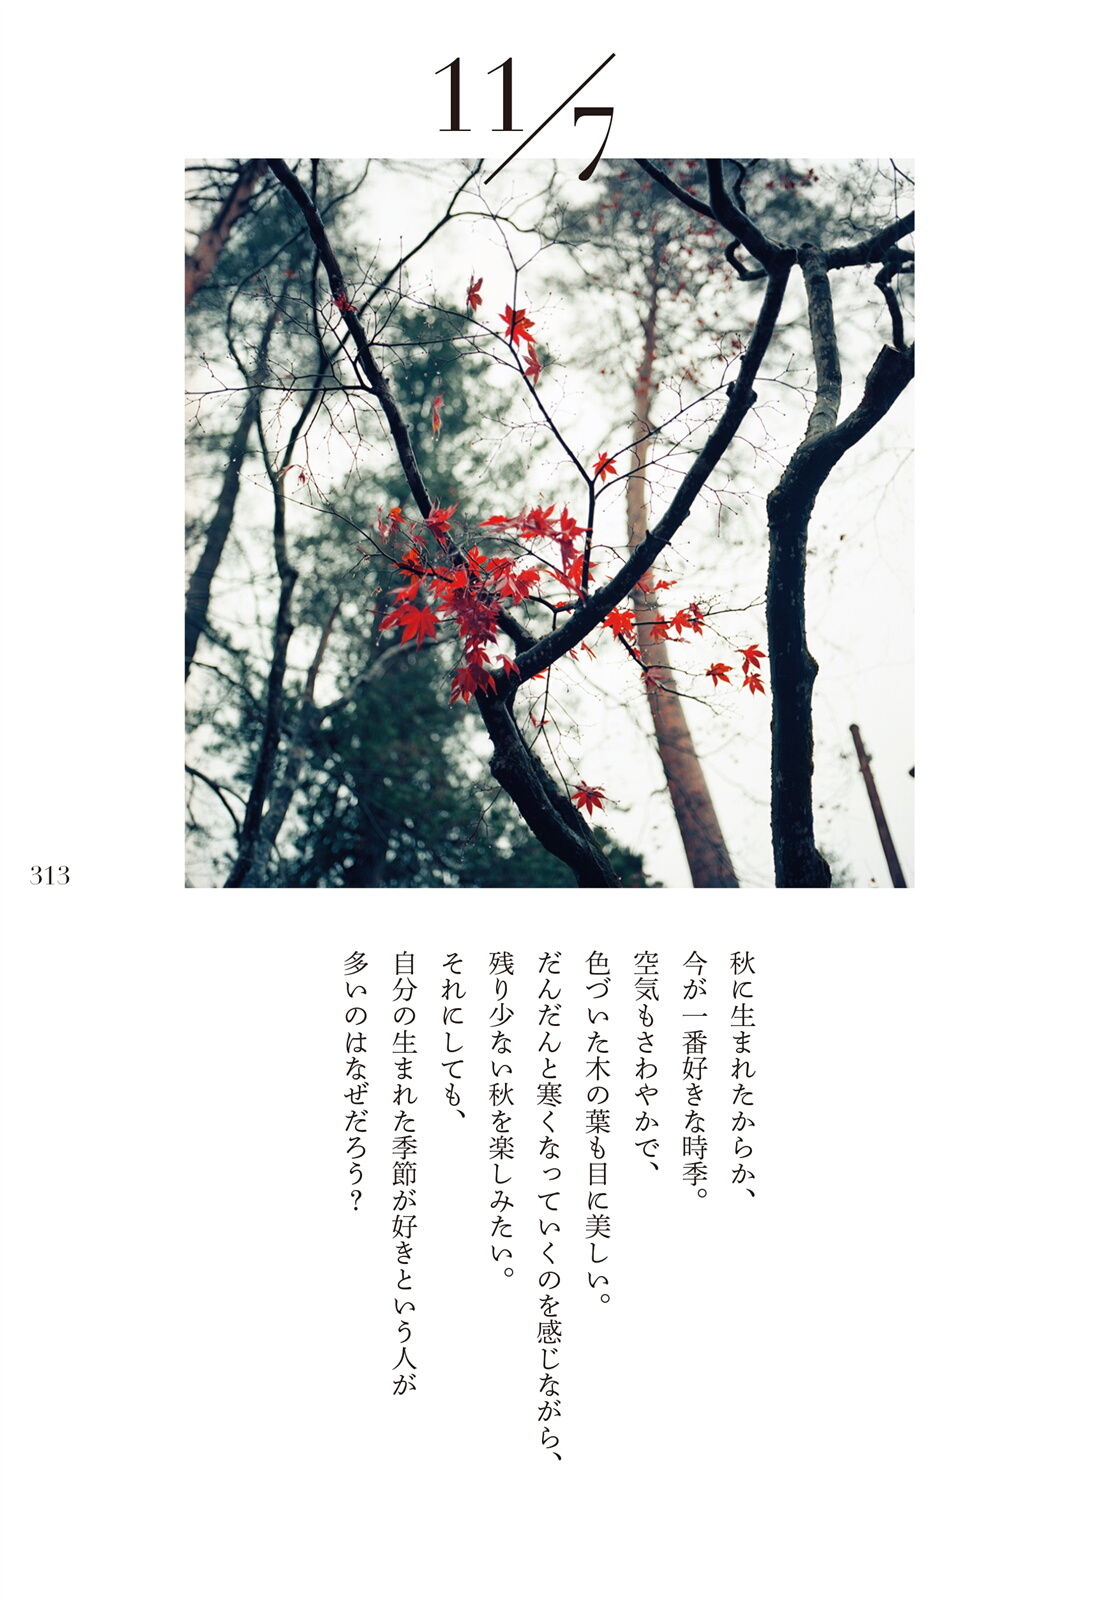 11/7
秋に生まれたからか、
今が一番好きな時季。
空気もさわやかで、
色づいた木の葉も目に美しい。
だんだんと寒くなっていくのを感じながら、
残り少ない秋を楽しみたい。
それにしても、
自分の生まれた季節が好きという人が
多いのはなぜだろう？
313